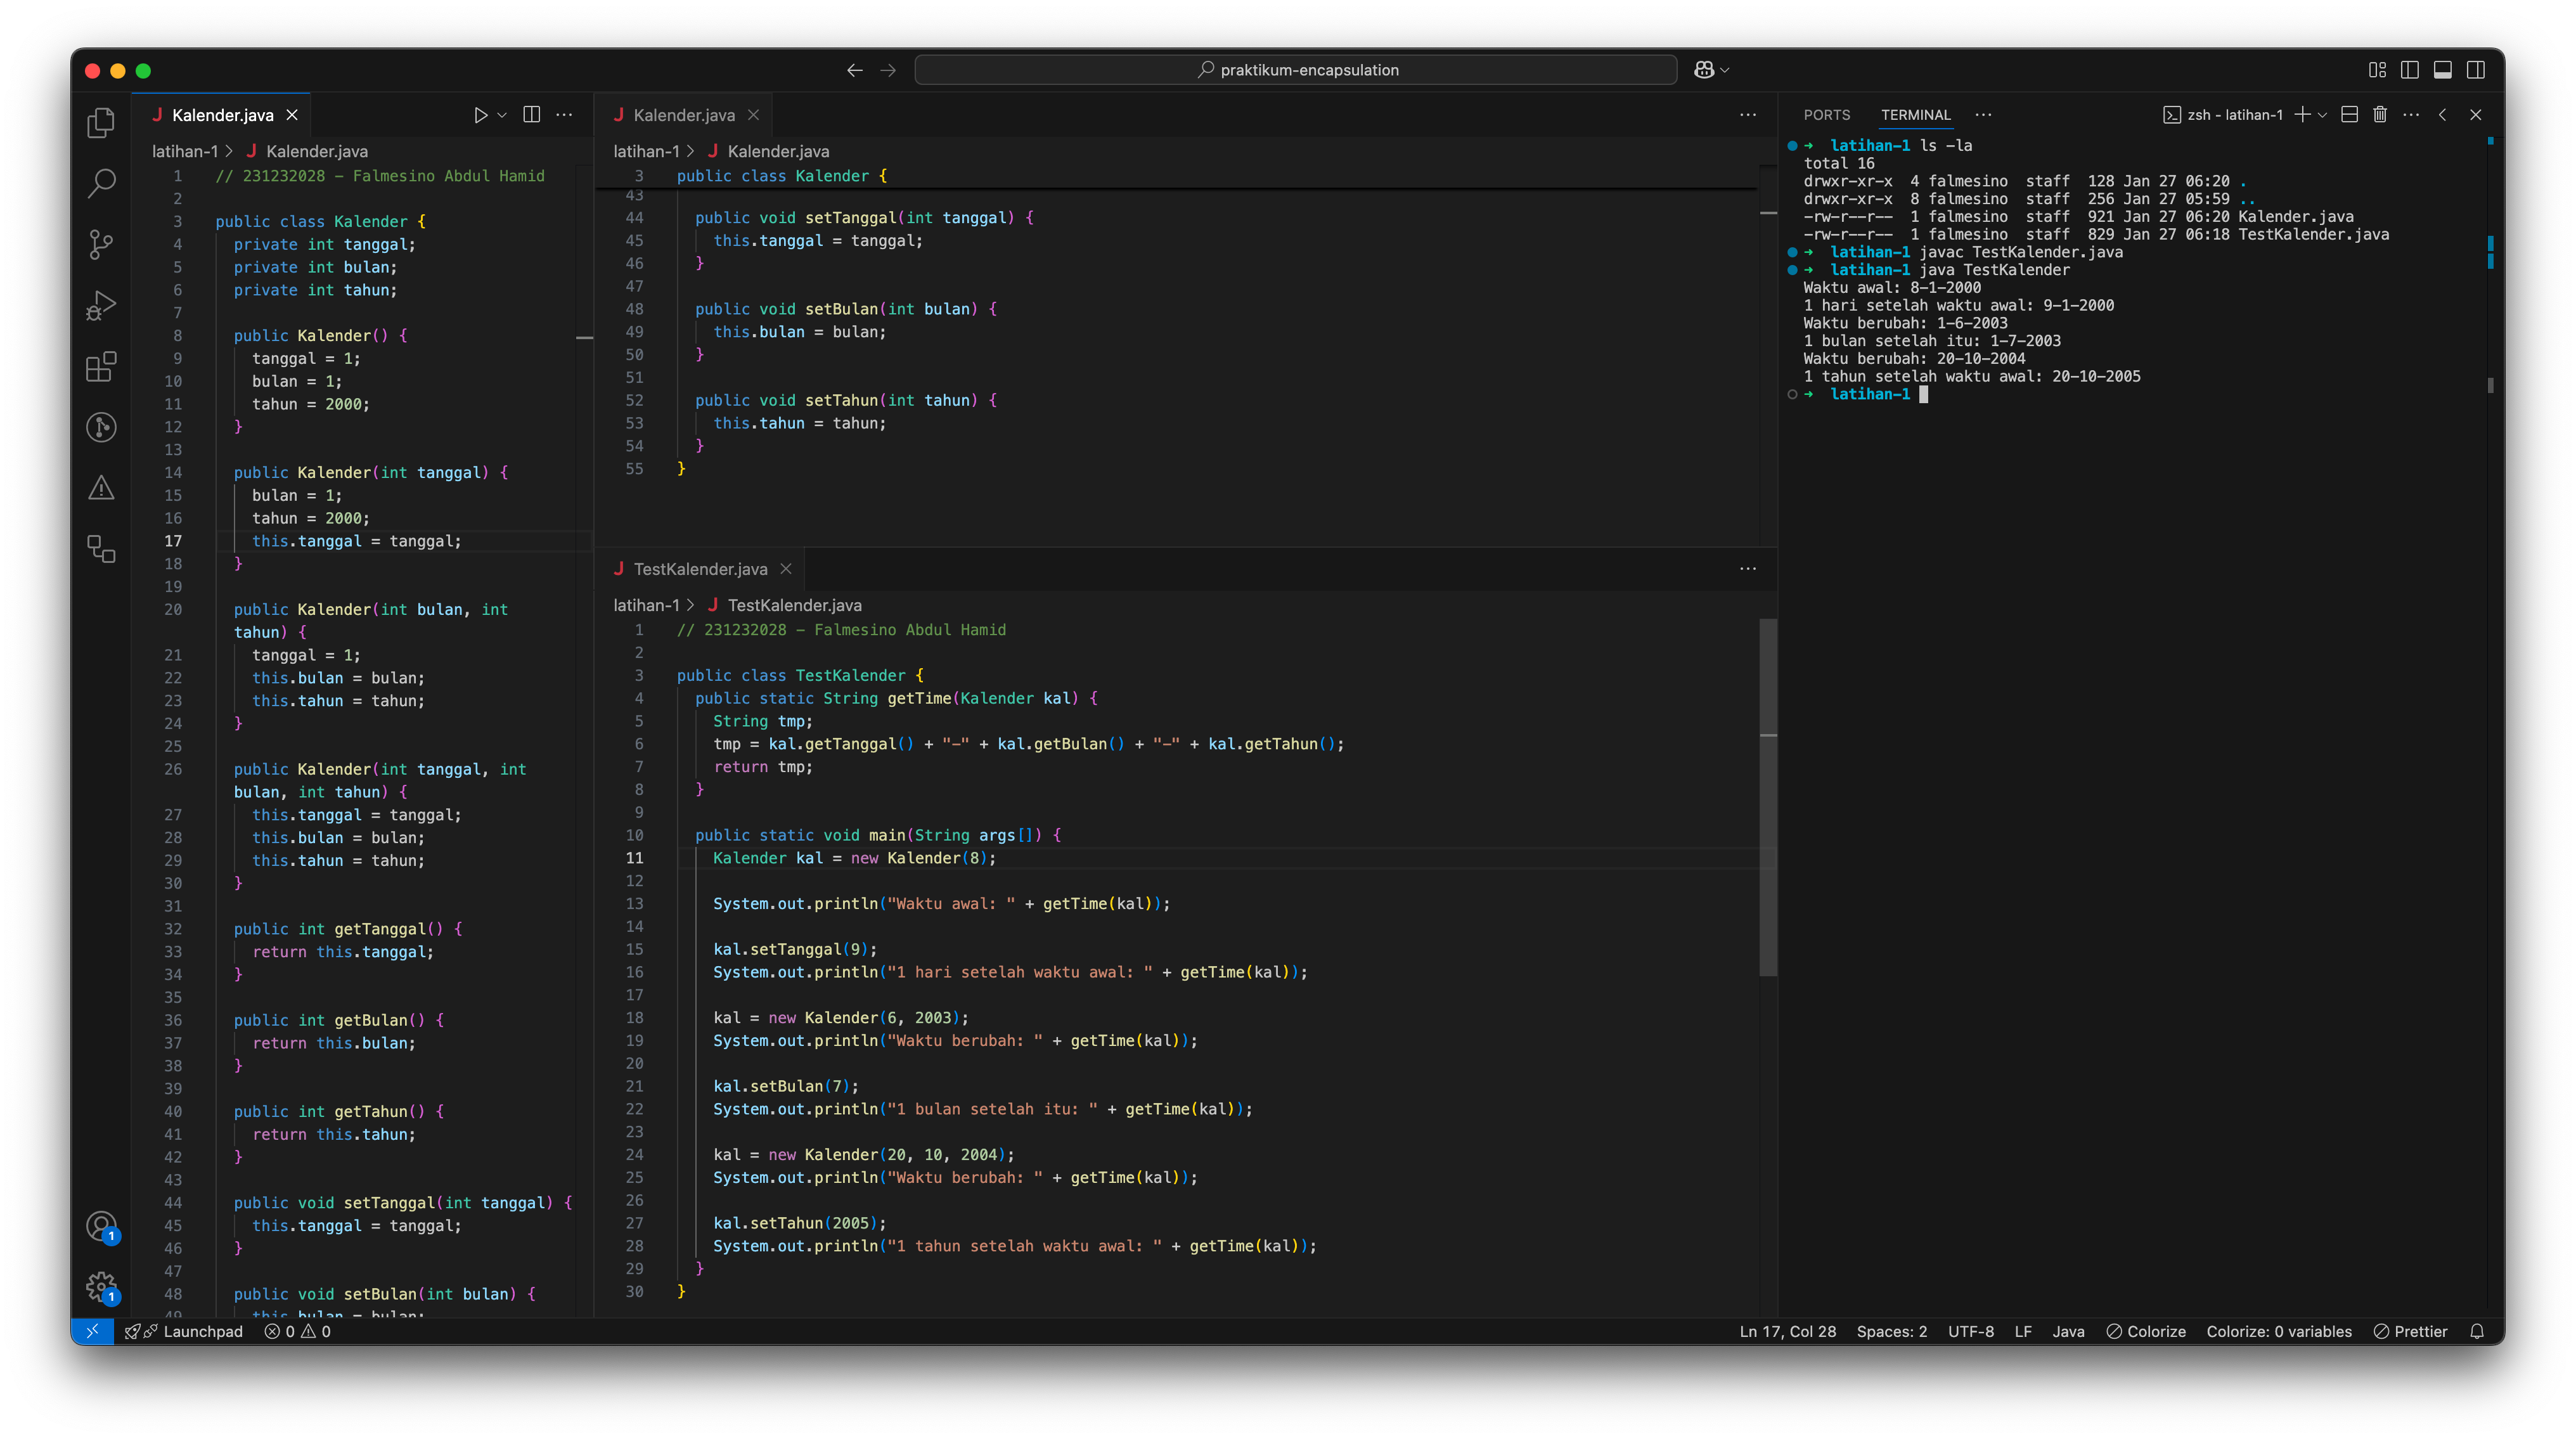 praktikum-encapsulation
Kalender.java
latihan-1 > Kalender.java
1 // 231232028 - Falmesino Abdul Hamid
2
3 public class Kalender {
4 private int tanggal;
5 private int bulan;
6 private int tahun;
7
8 public Kalender() {
9 tanggal = 1;
10 bulan = 1;
11 tahun = 2000;
12 }
13
14 public Kalender(int tanggal) {
15 bulan = 1;
16 tahun = 2000;
17 this.tanggal = tanggal;
18 }
19
20 public Kalender(int bulan, int
tahun) {
21 tanggal = 1;
22 this.bulan = bulan;
23 this.tahun = tahun;
24 }
25
26 public Kalender(int tanggal, int
bulan, int tahun) {
27 this.tanggal = tanggal;
28 this.bulan = bulan;
29 this.tahun = tahun;
30 }
31
32 public int getTanggal() {
33 return this.tanggal;
34 }
35
36 public int getBulan() {
37 return this.bulan;
38 }
39
40 public int getTahun() {
41 return this.tahun;
42 }
43
44 public void setTanggal(int tanggal) {
45 this.tanggal = tanggal;
46 }
47
48 public void setBulan(int bulan) {
49 this.bulan = bulan;
Kalender.java
latihan-1 > Kalender.java
3 public class Kalender {
43
44 public void setTanggal(int tanggal) {
45 this.tanggal = tanggal;
46 }
47
48 public void setBulan(int bulan) {
49 this.bulan = bulan;
50 }
51
52 public void setTahun(int tahun) {
53 this.tahun = tahun;
54 }
55 }
TestKalender.java
latihan-1 > TestKalender.java
1 // 231232028 - Falmesino Abdul Hamid
2
3 public class TestKalender {
4 public static String getTime(Kalender kal) {
5 String tmp;
6 tmp = kal.getTanggal() + "-" + kal.getBulan() + "-" + kal.getTahun();
7 return tmp;
8 }
9
10 public static void main(String args[]) {
11 Kalender kal = new Kalender(8);
12
13 System.out.println("Waktu awal: " + getTime(kal));
14
15 kal.setTanggal(9);
16 System.out.println("1 hari setelah waktu awal: " + getTime(kal));
17
18 kal = new Kalender(6, 2003);
19 System.out.println("Waktu berubah: " + getTime(kal));
20
21 kal.setBulan(7);
22 System.out.println("1 bulan setelah itu: " + getTime(kal));
23
24 kal = new Kalender(20, 10, 2004);
25 System.out.println("Waktu berubah: " + getTime(kal));
26
27 kal.setTahun(2005);
28 System.out.println("1 tahun setelah waktu awal: " + getTime(kal));
29 }
30 }
PORTS TERMINAL zsh - latihan-1
➜ latihan-1 ls -la
total 16
drwxr-xr-x 4 falmesino staff 128 Jan 27 06:20 .
drwxr-xr-x 8 falmesino staff 256 Jan 27 05:59 ..
-rw-r--r-- 1 falmesino staff 921 Jan 27 06:20 Kalender.java
-rw-r--r-- 1 falmesino staff 829 Jan 27 06:18 TestKalender.java
➜ latihan-1 javac TestKalender.java
➜ latihan-1 java TestKalender
Waktu awal: 8-1-2000
1 hari setelah waktu awal: 9-1-2000
Waktu berubah: 1-6-2003
1 bulan setelah itu: 1-7-2003
Waktu berubah: 20-10-2004
1 tahun setelah waktu awal: 20-10-2005
➜ latihan-1
1
1
Launchpad 0 0 Ln 17, Col 28 Spaces: 2 UTF-8 LF Java Colorize Colorize: 0 variables Prettier